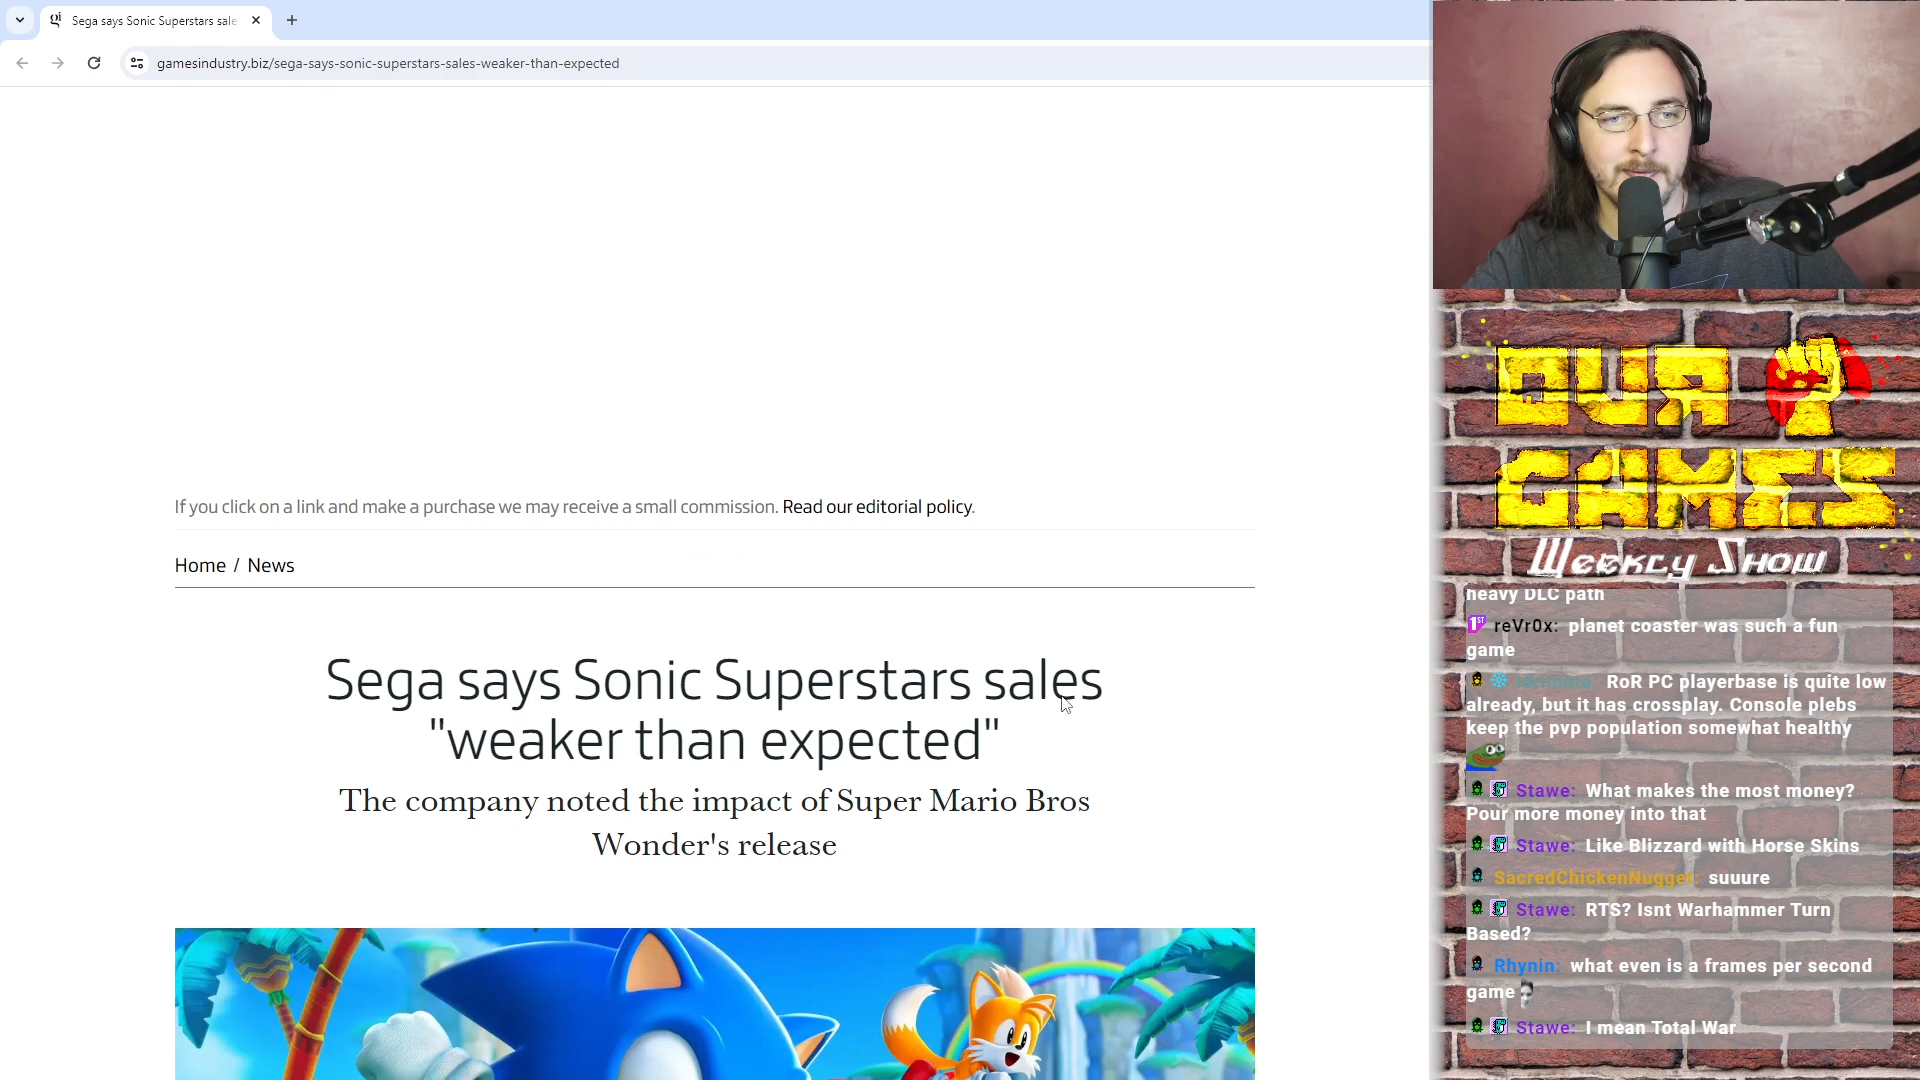 Sega says Sonic Superstars sale
gamesindustry.biz/sega-says-sonic-superstars-sales-weaker-than-expected
If you click on a link and make a purchase we may receive a small commission. Read our editorial policy.
Home / News
Sega says Sonic Superstars sales
"weaker than expected"
The company noted the impact of Super Mario Bros
Wonder's release
OUR
GAMES
Weekly Show
heavy DLC path
1ST reVr0x: planet coaster was such a fun
game
RoR PC playerbase is quite low
already, but it has crossplay. Console plebs
keep the pvp population somewhat healthy
Stawe: What makes the most money?
Pour more money into that
Stawe: Like Blizzard with Horse Skins
SacredChickenNugget: suuure
Stawe: RTS? Isnt Warhammer Turn
Based?
Rhynin: what even is a frames per second
game
Stawe: I mean Total War